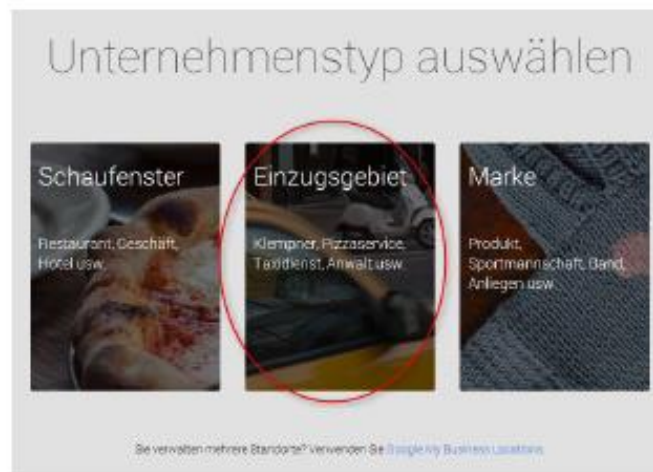 Unternehmenstyp auswählen
Schaufenster
Restaurant, Geschäft,
Hotel usw.
Einzugsgebiet
Klempner, Pizzaservice,
Taxidienst, Anwalt usw.
Marke
Produkt,
Sportmannschaft, Band,
Anliegen usw.
Sie verwalten mehrere Standorte? Verwenden Sie Google My Business Locations